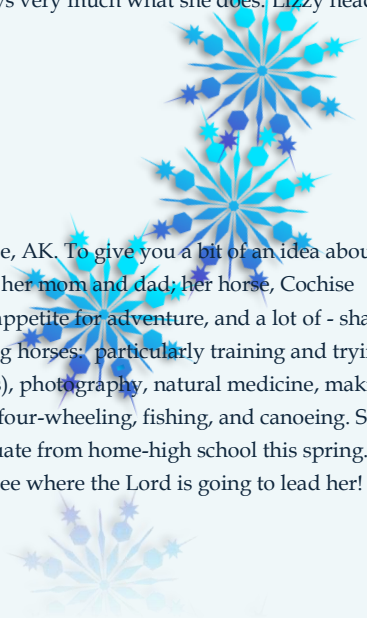 very much what she does. Lizzy
e, AK. To give you a bit of an idea abou
her mom and dad; her horse, Cochise
appetite for adventure, and a lot of - sha
g horses: particularly training and tryin
s), photography, natural medicine, maki
four-wheeling, fishing, and canoeing. S
uate from home-high school this spring.
ee where the Lord is going to lead her!